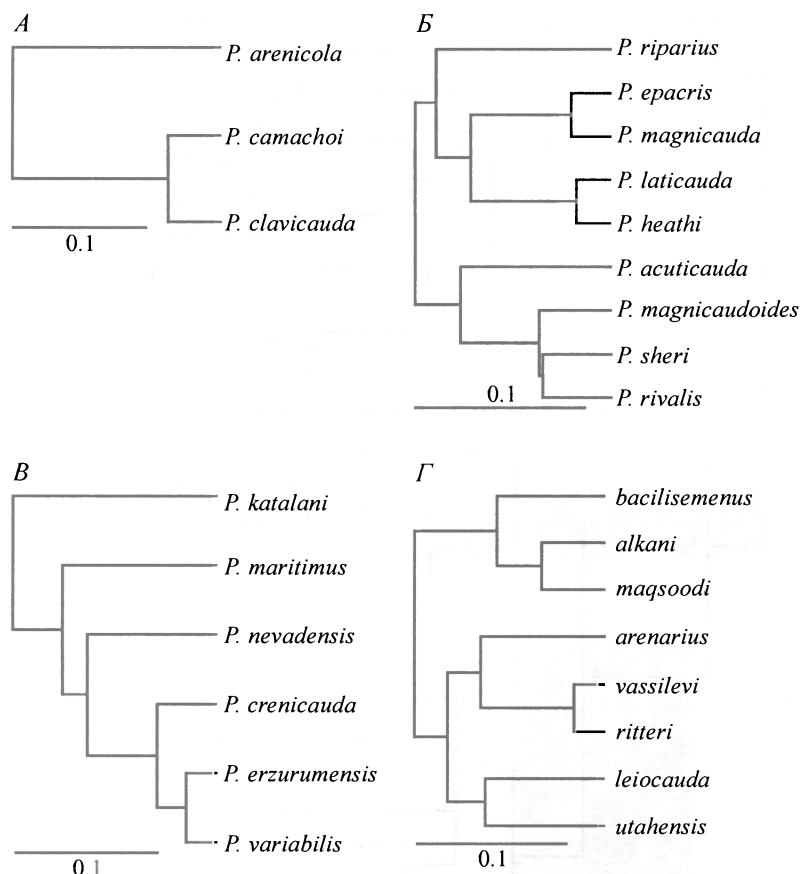 А
P. arenicola
P. camachoi
P. clavicauda
0.1
Б
P. riparius
P. epacris
P. magnicauda
P. laticauda
P. heathi
P. acuticauda
P. magnicaudoides
P. sheri
P. rivalis
0.1
В
P. katalani
P. maritimus
P. nevadensis
P. crenicauda
P. erzurumensis
P. variabilis
0.1
Г
bacilisemenus
alkani
maqsoodi
arenarius
vassilevi
ritteri
leiocauda
utahensis
0.1